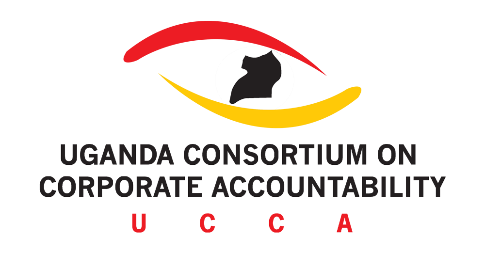 UGANDA CONSORTIUM ON
CORPORATE ACCOUNTABILITY
U C C A